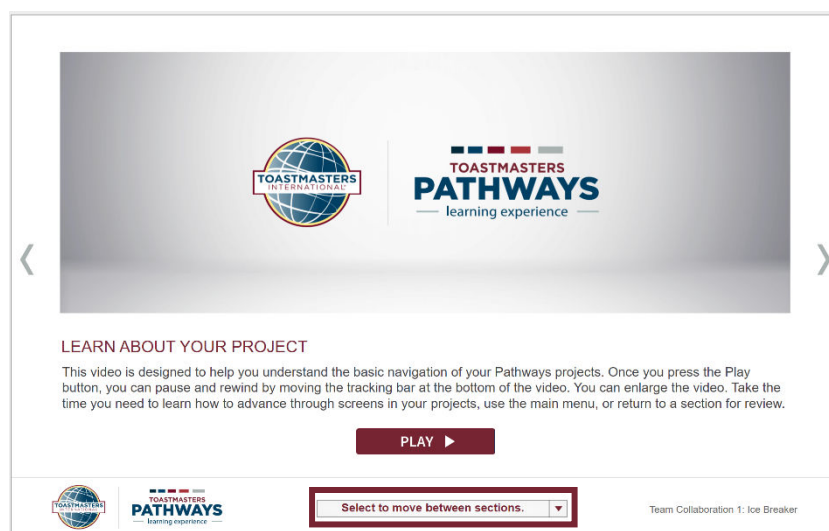 TOASTMASTERS
INTERNATIONAL
TOASTMASTERS
PATHWAYS
learning experience
LEARN ABOUT YOUR PROJECT
This video is designed to help you understand the basic navigation of your Pathways projects. Once you press the Play
button, you can pause and rewind by moving the tracking bar at the bottom of the video. You can enlarge the video. Take the
time you need to learn how to advance through screens in your projects, use the main menu, or return to a section for review.
PLAY
TOASTMASTERS
INTERNATIONAL
TOASTMASTERS
PATHWAYS
learning experience
Select to move between sections.
Team Collaboration 1: Ice Breaker